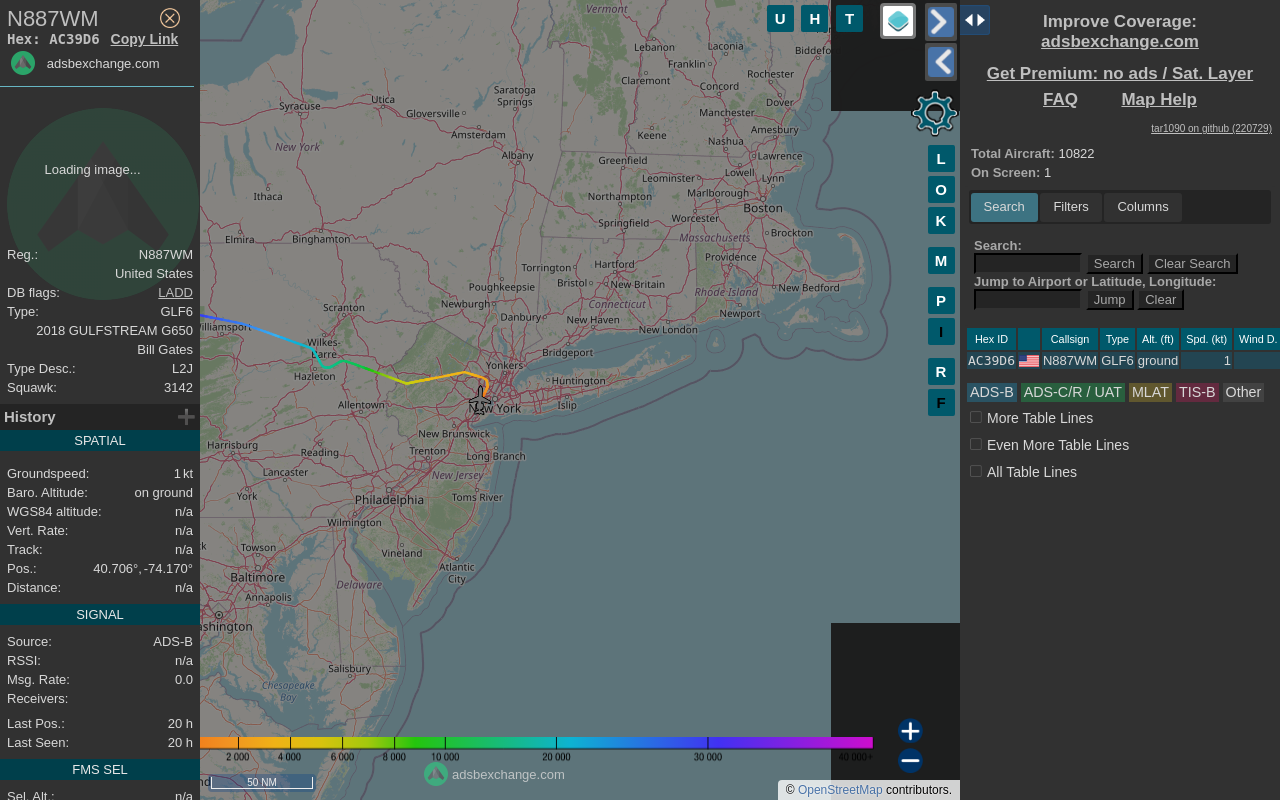 N887WM
Hex: AC39D6 Copy Link
adsbexchange.com
Loading image...
Reg.: N887WM
United States
DB flags: LADD
Type: GLF6
2018 GULFSTREAM G650
Bill Gates
Type Desc.: L2J
Squawk: 3142
History
SPATIAL
Groundspeed: 1 kt
Baro. Altitude: on ground
WGS84 altitude: n/a
Vert. Rate: n/a
Track: n/a
Pos.: 40.706°, -74.170°
Distance: n/a
SIGNAL
Source: ADS-B
RSSI: n/a
Msg. Rate: 0.0
Receivers:
Last Pos.: 20 h
Last Seen: 20 h
FMS SEL
Sel. Alt.: n/a
Vermont
U H T
Lebanon
Laconia
Biddefo
Franklin
Claremont
Rochester
Concord
Saratoga
Springs
Utica
Syracuse
Gloversville
Dover
Manchester
Amsterdam
Keene
Amesbury
Nashua
New York
Albany
Greenfield
Lawrence
Lowell
Leominster
Lynn
Ithaca
Northampton
Marlborough
Boston
Worcester
Springfield
Brockton
Elmira
Binghamton
Massachusetts
Providence
Torrington
Hartford
Poughkeepsie
Bristol
New Britain
New Bedford
Rhode Island
Newburgh
Connecticut
Scranton
Danbury
New Haven
Newport
New London
illiamsport
Wilkes-
Barre
Bridgeport
Yonkers
Hazleton
Huntington
Allentown
New York
Islip
New Brunswick
Harrisburg
Reading
Trenton
Long Branch
Lancaster
New Jersey
York
Philadelphia
Toms River
Wilmington
Towson
Vineland
Atlantic
City
Baltimore
Delaware
Annapolis
ashington
Salisbury
Chesapeake
Bay
L
O
K
M
P
I
R
F
2 000 4 000 6 000 8 000 10 000 20 000 30 000 40 000+
adsbexchange.com
50 NM
© OpenStreetMap contributors.
Improve Coverage:
adsbexchange.com
Get Premium: no ads / Sat. Layer
FAQ Map Help
tar1090 on github (220729)
Total Aircraft: 10822
On Screen: 1
Search Filters Columns
Search:
Search Clear Search
Jump to Airport or Latitude, Longitude:
Jump Clear
Hex ID Callsign Type Alt. (ft) Spd. (kt) Wind D.
AC39D6 N887WM GLF6 ground 1
ADS-B ADS-C/R / UAT MLAT TIS-B Other
More Table Lines
Even More Table Lines
All Table Lines